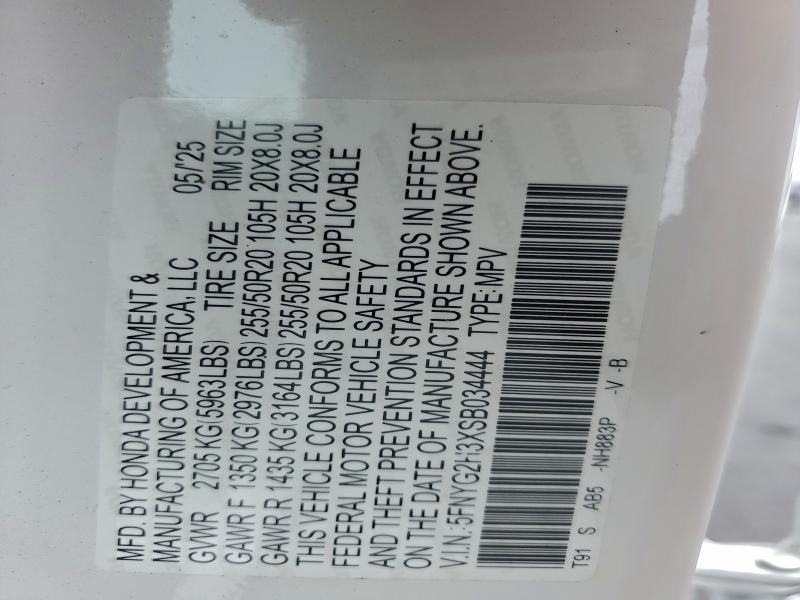 MFD. BY HONDA DEVELOPMENT &
MANUFACTURING OF AMERICA, LLC 05/'25
GVWR 2705 KG(5963LBS) TIRE SIZE RIM SIZE
GAWR F 1350 KG(2976LBS) 255/50R20 105H 20X8.0J
GAWR R 1435 KG(3164LBS) 255/50R20 105H 20X8.0J
THIS VEHICLE CONFORMS TO ALL APPLICABLE
FEDERAL MOTOR VEHICLE SAFETY
AND THEFT PREVENTION STANDARDS IN EFFECT
ON THE DATE OF MANUFACTURE SHOWN ABOVE.
V.I.N.: 5FNYG2H3XSB034444 TYPE: MPV
T91 S AB5 -NH883P -V -B